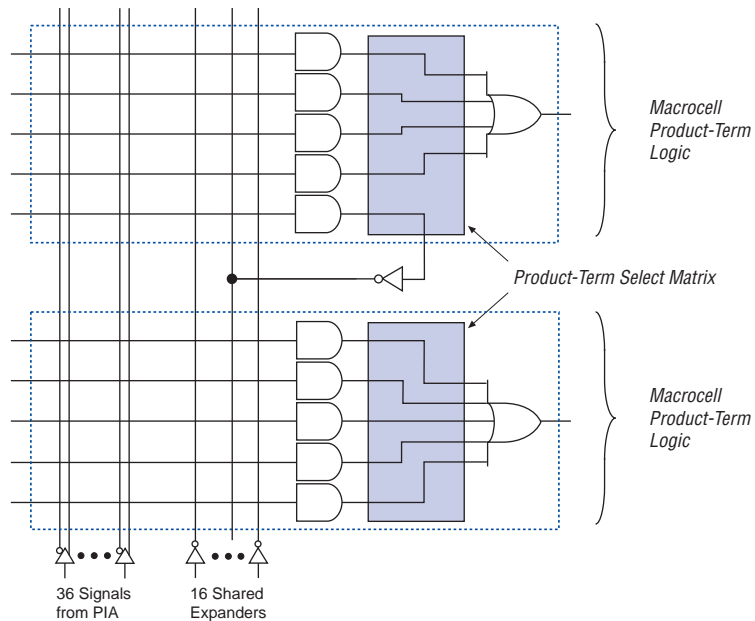 Macrocell
Product-Term
Logic
Product-Term Select Matrix
Macrocell
Product-Term
Logic
36 Signals
from PIA
16 Shared
Expanders